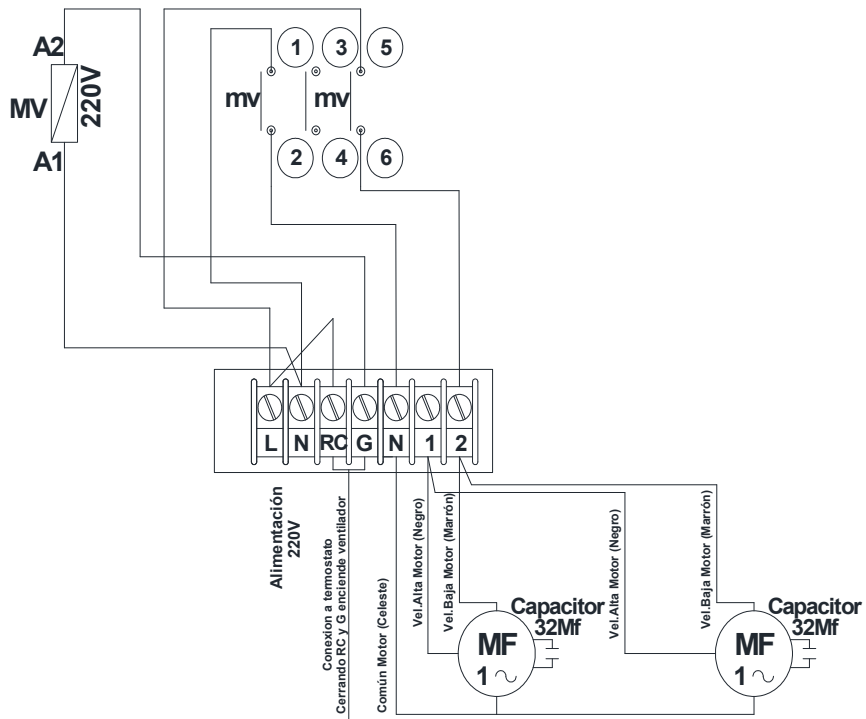 A2
MV
220V
A1
1
3
5
mv
mv
2
4
6
L
N
RC
G
N
1
2
Alimentación
220V
Conexion a termostato
Cerrando RC y G enciende ventilador
Común Motor (Celeste)
Vel.Alta Motor (Negro)
Vel.Baja Motor (Marrón)
MF
1
Capacitor
32Mf
Vel.Alta Motor (Negro)
Vel.Baja Motor (Marrón)
MF
1
Capacitor
32Mf